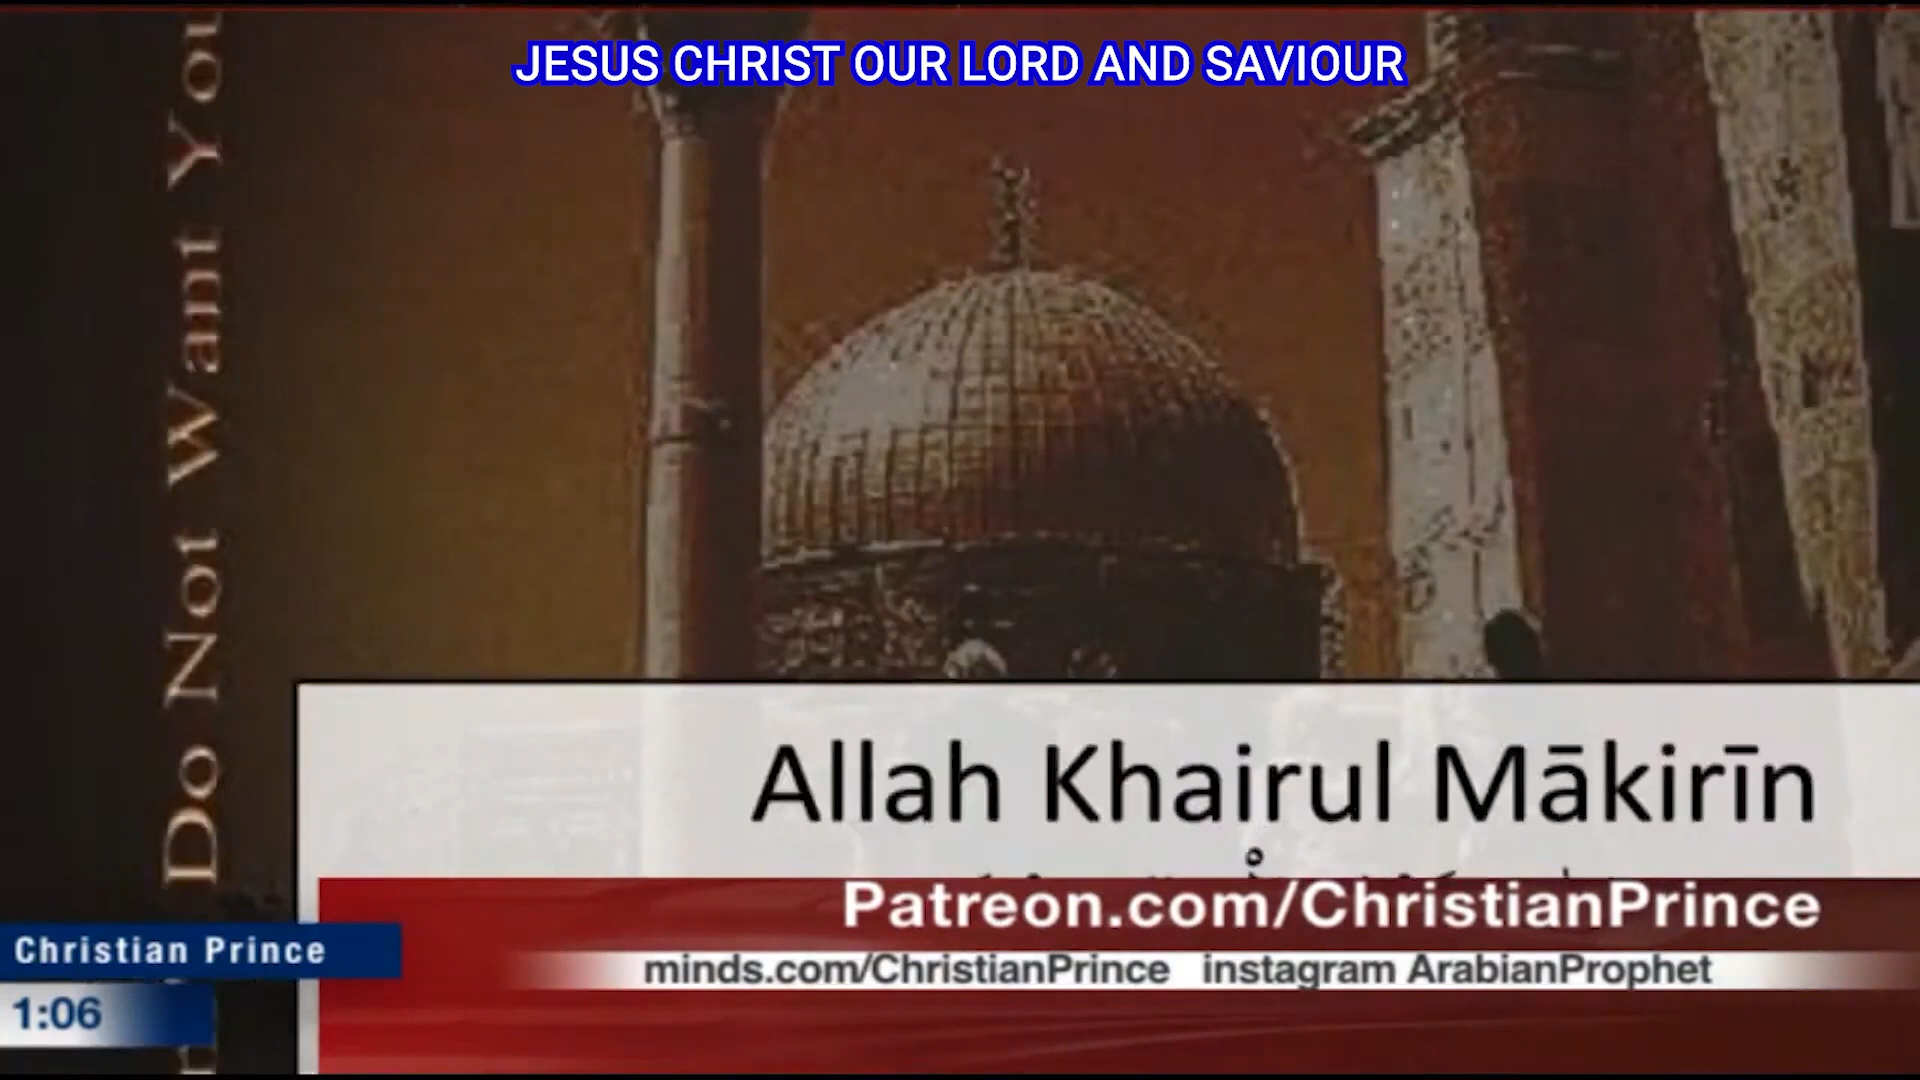 JESUS CHRIST OUR LORD AND SAVIOUR
Do Not Want You
Allah Khairul Mākirīn
Patreon.com/ChristianPrince
Christian Prince
minds.com/ChristianPrince instagram ArabianProphet
1:06